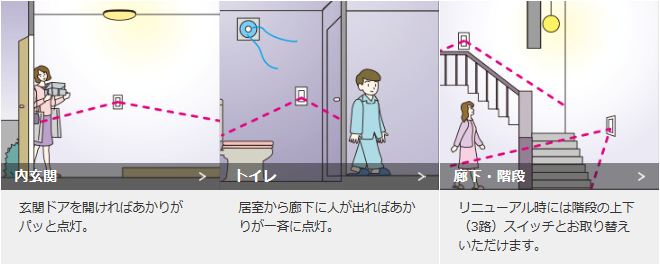 内玄関
玄関ドアを開ければあかりが
パッと点灯。
トイレ
居室から廊下に人が出ればあか
りが一斉に点灯。
廊下・階段
リニューアル時には階段の上下
（3路）スイッチとお取り替え
いただけます。